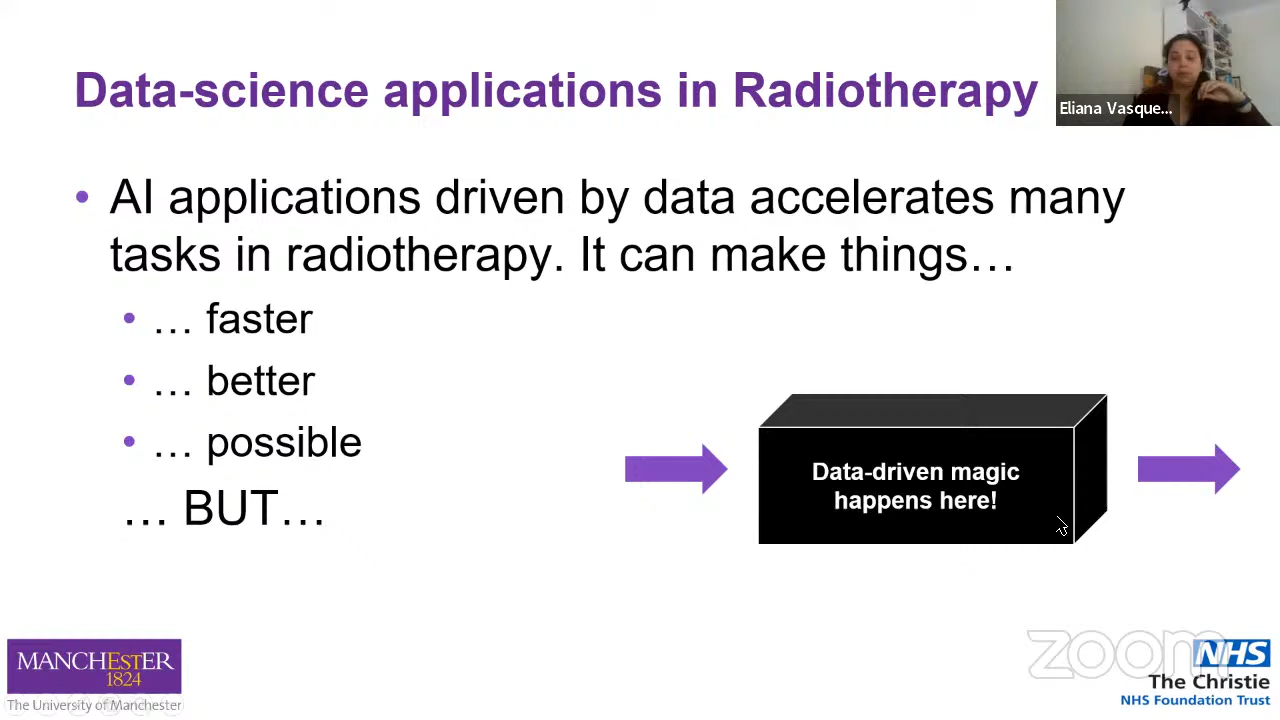 Data-science applications in Radiotherapy
Eliana Vasque...
• AI applications driven by data accelerates many
tasks in radiotherapy. It can make things…
• … faster
• … better
• … possible
… BUT…
Data-driven magic
happens here!
MANCHESTER
1824
The University of Manchester
zoom
NHS
The Christie
NHS Foundation Trust